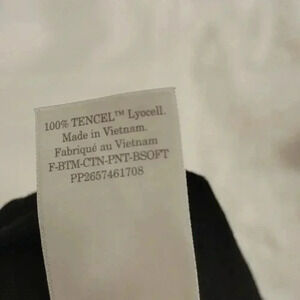 100% TENCEL™ Lyocell.
Made in Vietnam.
Fabriqué au Vietnam
F-BTM-CTN-PNT-BSOFT
PP2657461708